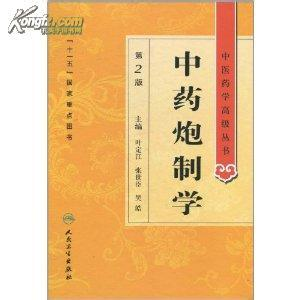 Kongfz.com
孔夫子旧书网
中医药学高级丛书
中药炮制学
第2版
主编 叶定江 张世臣 吴皓
“十一五”国家重点图书
人民卫生出版社